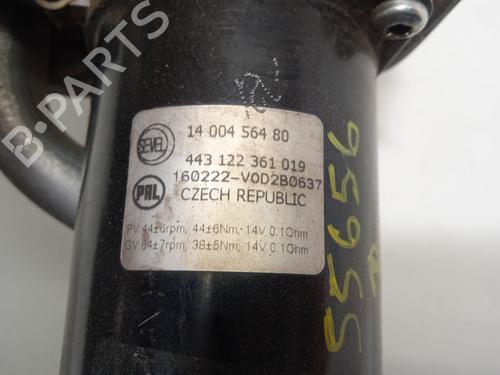 B-PARTS
SEVEL
14 004 564 80
443 122 361 019
160222-V0D2B0637
PAL
CZECH REPUBLIC
PV 44±6rpm, 44±6Nm, 14V 0.1Ohm
GV 64±7rpm, 38±5Nm, 14V 0.1Ohm
55656